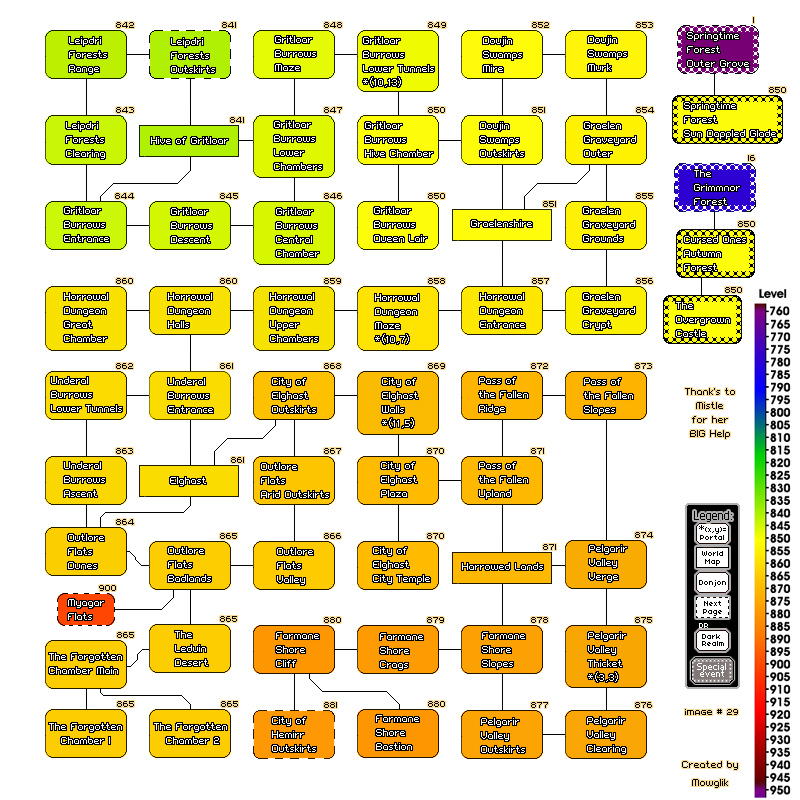 842
Leipdri
Forests
Range
841
Leipdri
Forests
Outskirts
848
Gritloar
Burrows
Maze
849
Gritloar
Burrows
Lower Tunnels
*(10,13)
852
Doujin
Swamps
Mire
853
Doujin
Swamps
Murk
1
Springtime
Forest
Outer Grove
843
Leipdri
Forests
Clearing
841
Hive of Gritloar
847
Gritloar
Burrows
Lower
Chambers
850
Gritloar
Burrows
Hive Chamber
851
Doujin
Swamps
Outskirts
854
Graelen
Graveyard
Outer
850
Springtime
Forest
Sun Dappled Glade
16
The
Grimmnor
Forest
844
Gritloar
Burrows
Entrance
845
Gritloar
Burrows
Descent
846
Gritloar
Burrows
Central
Chamber
850
Gritloar
Burrows
Queen Lair
851
Graelenshire
855
Graelen
Graveyard
Grounds
850
Cursed Ones
Autumn
Forest
860
Horrowal
Dungeon
Great
Chamber
860
Horrowal
Dungeon
Halls
859
Horrowal
Dungeon
Upper
Chambers
858
Horrowal
Dungeon
Maze
*(10,7)
857
Horrowal
Dungeon
Entrance
856
Graelen
Graveyard
Crypt
850
The
Overgrown
Castle
862
Underal
Burrows
Lower Tunnels
861
Underal
Burrows
Entrance
868
City of
Elghast
Outskirts
869
City of
Elghast
Walls
*(11,5)
872
Pass of
the Fallen
Ridge
873
Pass of
the Fallen
Slopes
Thank's to
Mistle
for her
BIG Help
863
Underal
Burrows
Ascent
861
Elghast
867
Outlore
Flats
Arid Outskirts
870
City of
Elghast
Plaza
871
Pass of
the Fallen
Upland
864
Outlore
Flats
Dunes
865
Outlore
Flats
Badlands
866
Outlore
Flats
Valley
870
City of
Elghast
City Temple
871
Harrowed Lands
874
Pelgarir
Valley
Verge
900
Myagar
Flats
865
The Forgotten
Chamber Main
865
The
Leduin
Desert
880
Farmane
Shore
Cliff
879
Farmane
Shore
Crags
878
Farmane
Shore
Slopes
875
Pelgarir
Valley
Thicket
*(3,3)
865
The Forgotten
Chamber 1
865
The Forgotten
Chamber 2
881
City of
Hemirr
Outskirts
880
Farmane
Shore
Bastion
877
Pelgarir
Valley
Outskirts
876
Pelgarir
Valley
Clearing
Legend:
*(x,y)=
Portal
World
Map
Donjon
Next
Page
OR
Dark
Realm
Special
event
image # 29
Created by
Mowglik
Level
760
765
770
775
780
785
790
795
800
805
810
815
820
825
830
835
840
845
850
855
860
865
870
875
880
885
890
895
900
905
910
915
920
925
930
935
940
945
950